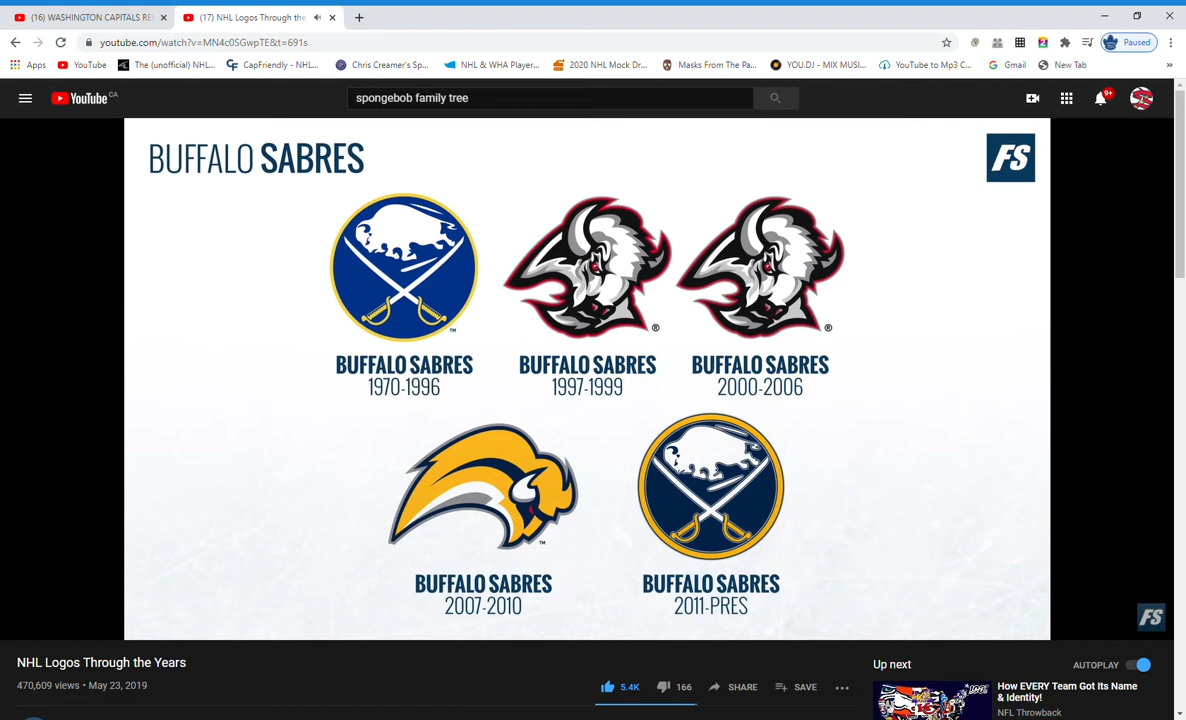 (16) WASHINGTON CAPITALS RE
(17) NHL Logos Through the
youtube.com/watch?v=MN4c0SGwpTE&t=691s
Paused
Apps
YouTube
The (unofficial) NHL...
CapFriendly - NHL...
Chris Creamer's Sp...
NHL & WHA Player...
2020 NHL Mock Dr...
Masks From The Pa...
YOU.DJ - MIX MUSI...
YouTube to Mp3 C...
Gmail
New Tab
YouTube CA
spongebob family tree
9+
BUFFALO SABRES
FS
BUFFALO SABRES
1970-1996
BUFFALO SABRES
1997-1999
BUFFALO SABRES
2000-2006
BUFFALO SABRES
2007-2010
BUFFALO SABRES
2011-PRES
FS
NHL Logos Through the Years
470,609 views • May 23, 2019
5.4K
166
SHARE
SAVE
Up next
AUTOPLAY
How EVERY Team Got Its Name
& Identity!
NFL Throwback